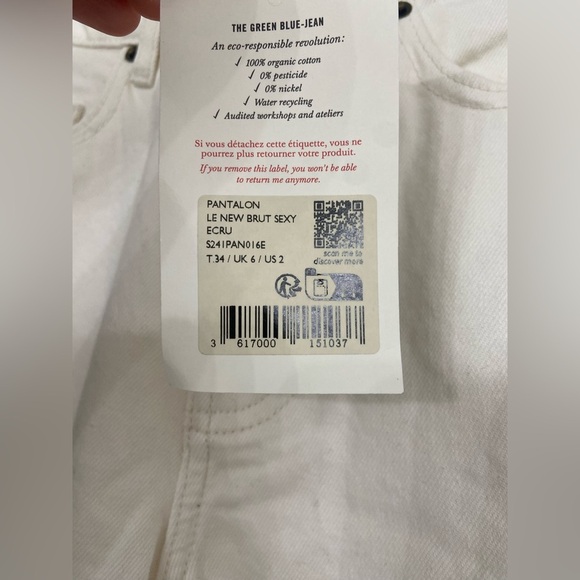 THE GREEN BLUE-JEAN
An eco-responsible revolution:
✓ 100% organic cotton
✓ 0% pesticide
✓ 0% nickel
✓ Water recycling
✓ Audited workshops and ateliers
Si vous détachez cette étiquette, vous ne
pourrez plus retourner votre produit.
If you remove this label, you won't be able
to return me anymore.
PANTALON
LE NEW BRUT SEXY
ECRU
S241PAN016E
T.34 / UK 6 / US 2
scan me to
discover more
3 617000 151037